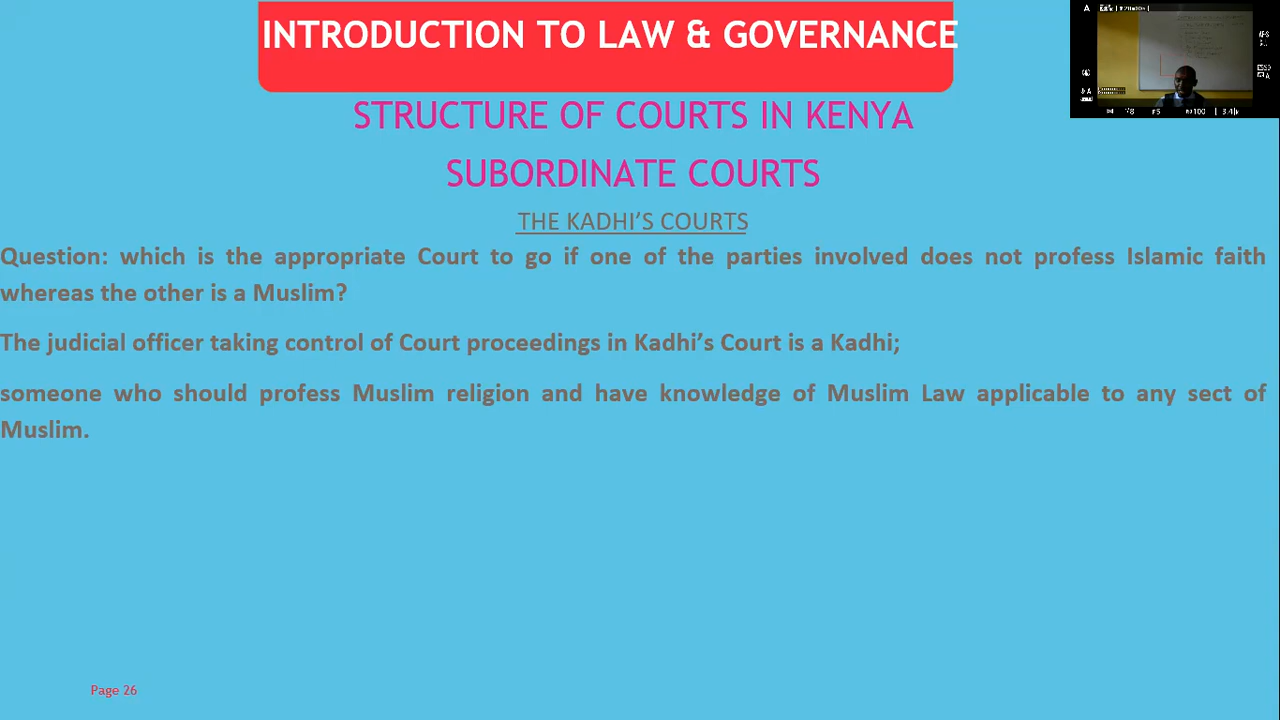 INTRODUCTION TO LAW & GOVERNANCE
STRUCTURE OF COURTS IN KENYA
SUBORDINATE COURTS
THE KADHI'S COURTS
Question: which is the appropriate Court to go if one of the parties involved does not profess Islamic faith
whereas the other is a Muslim?
The judicial officer taking control of Court proceedings in Kadhi's Court is a Kadhi;
someone who should profess Muslim religion and have knowledge of Muslim Law applicable to any sect of
Muslim.
Page 26